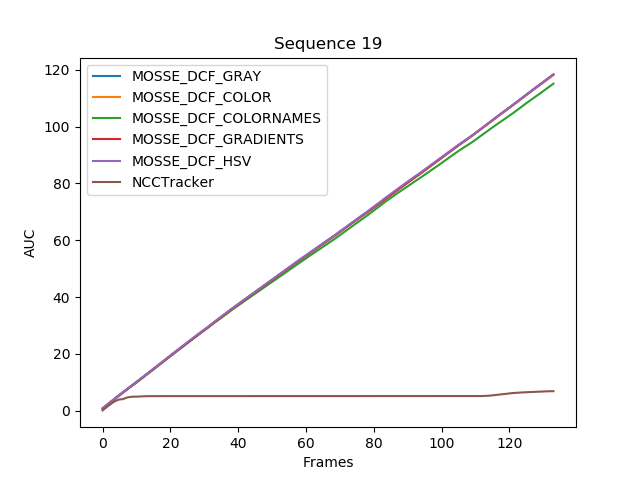 Sequence 19
MOSSE_DCF_GRAY
MOSSE_DCF_COLOR
MOSSE_DCF_COLORNAMES
MOSSE_DCF_GRADIENTS
MOSSE_DCF_HSV
NCCTracker
120
100
80
60
40
20
0
AUC
0 20 40 60 80 100 120
Frames